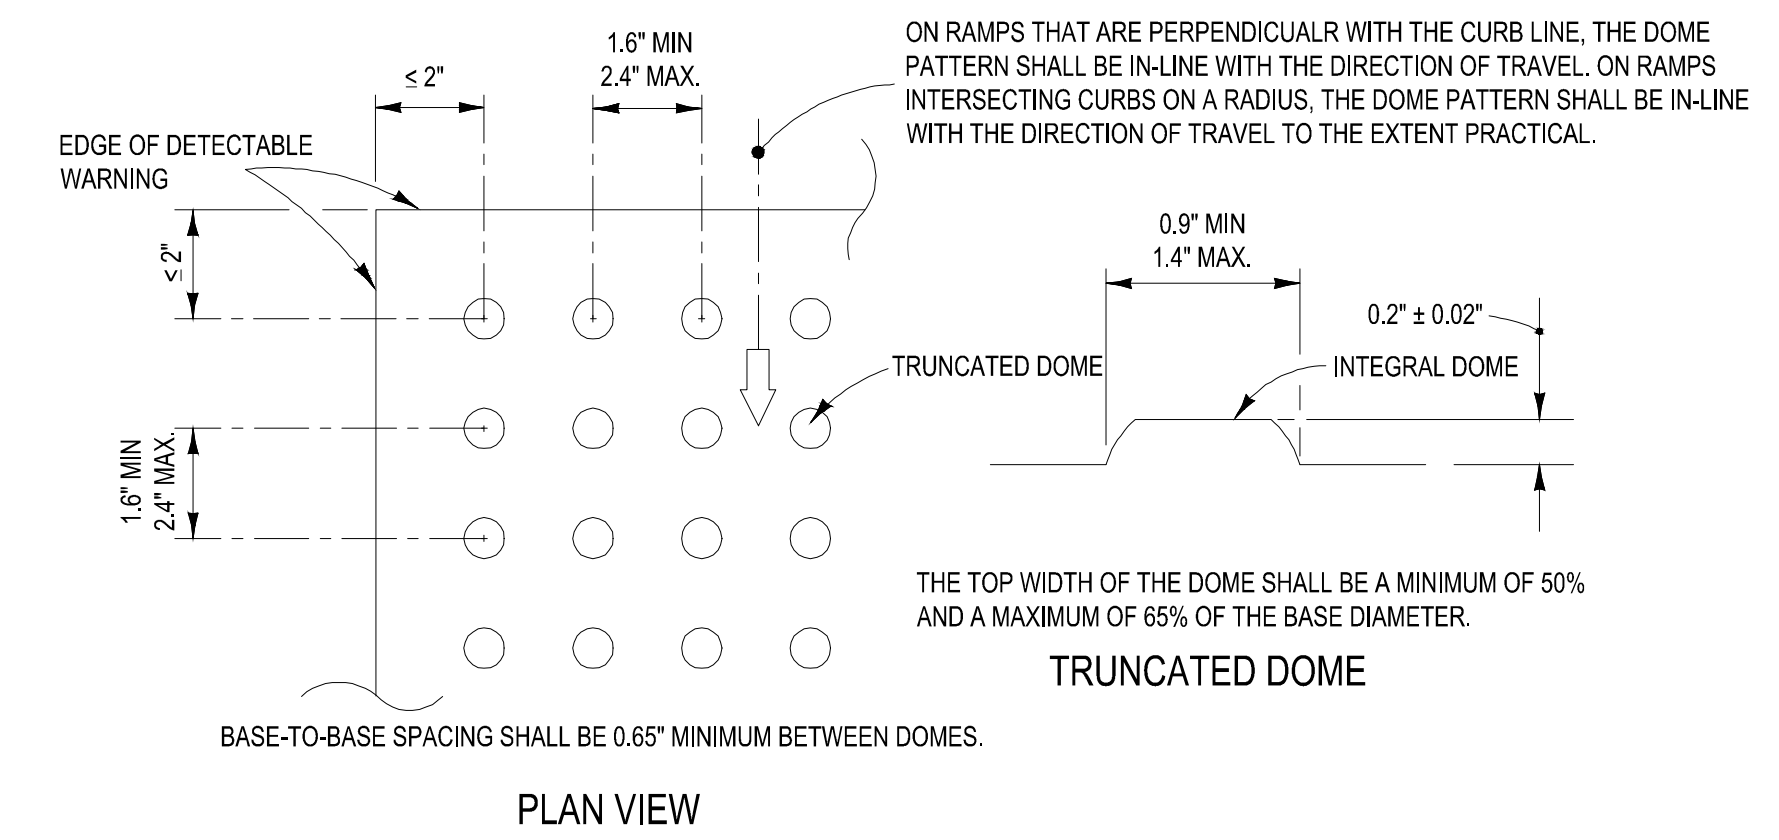 1.6" MIN
2.4" MAX.
≤ 2"
ON RAMPS THAT ARE PERPENDICUALR WITH THE CURB LINE, THE DOME
PATTERN SHALL BE IN-LINE WITH THE DIRECTION OF TRAVEL. ON RAMPS
INTERSECTING CURBS ON A RADIUS, THE DOME PATTERN SHALL BE IN-LINE
WITH THE DIRECTION OF TRAVEL TO THE EXTENT PRACTICAL.
EDGE OF DETECTABLE
WARNING
≤ 2"
0.9" MIN
1.4" MAX.
0.2" ± 0.02"
TRUNCATED DOME
INTEGRAL DOME
1.6" MIN
2.4" MAX.
THE TOP WIDTH OF THE DOME SHALL BE A MINIMUM OF 50%
AND A MAXIMUM OF 65% OF THE BASE DIAMETER.
TRUNCATED DOME
BASE-TO-BASE SPACING SHALL BE 0.65" MINIMUM BETWEEN DOMES.
PLAN VIEW